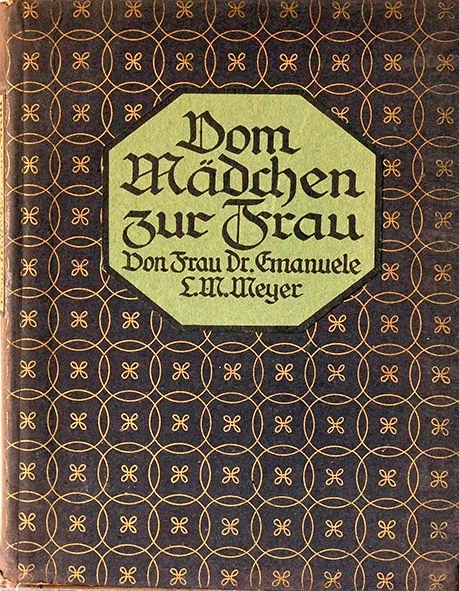 Vom
Mädchen
zur Frau
Von Frau Dr. Emanuele
L. M. Meyer